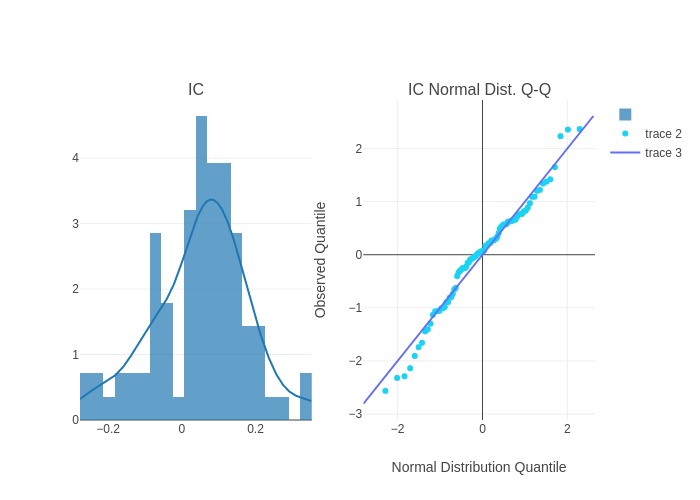 IC
IC Normal Dist. Q-Q
4
3
2
1
0
−0.2
0
0.2
Observed Quantile
2
1
0
−1
−2
−3
−2
0
2
Normal Distribution Quantile
trace 2
trace 3